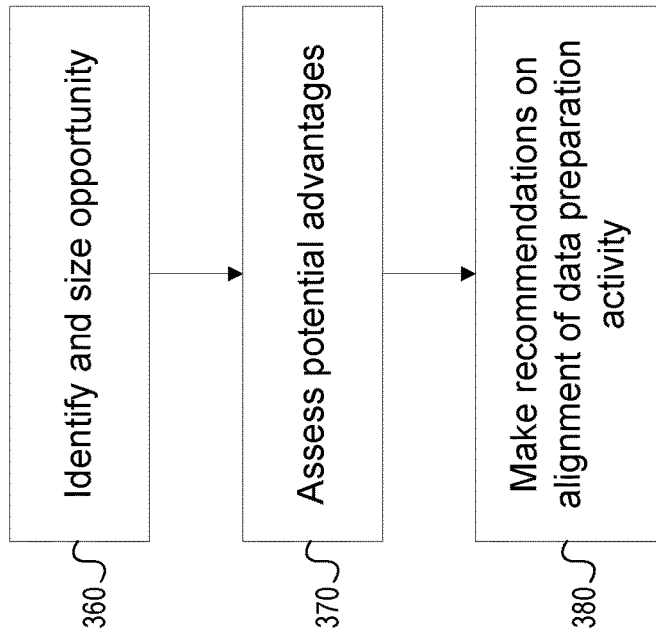 360
Identify and size opportunity
370
Assess potential advantages
380
Make recommendations on
alignment of data preparation
activity